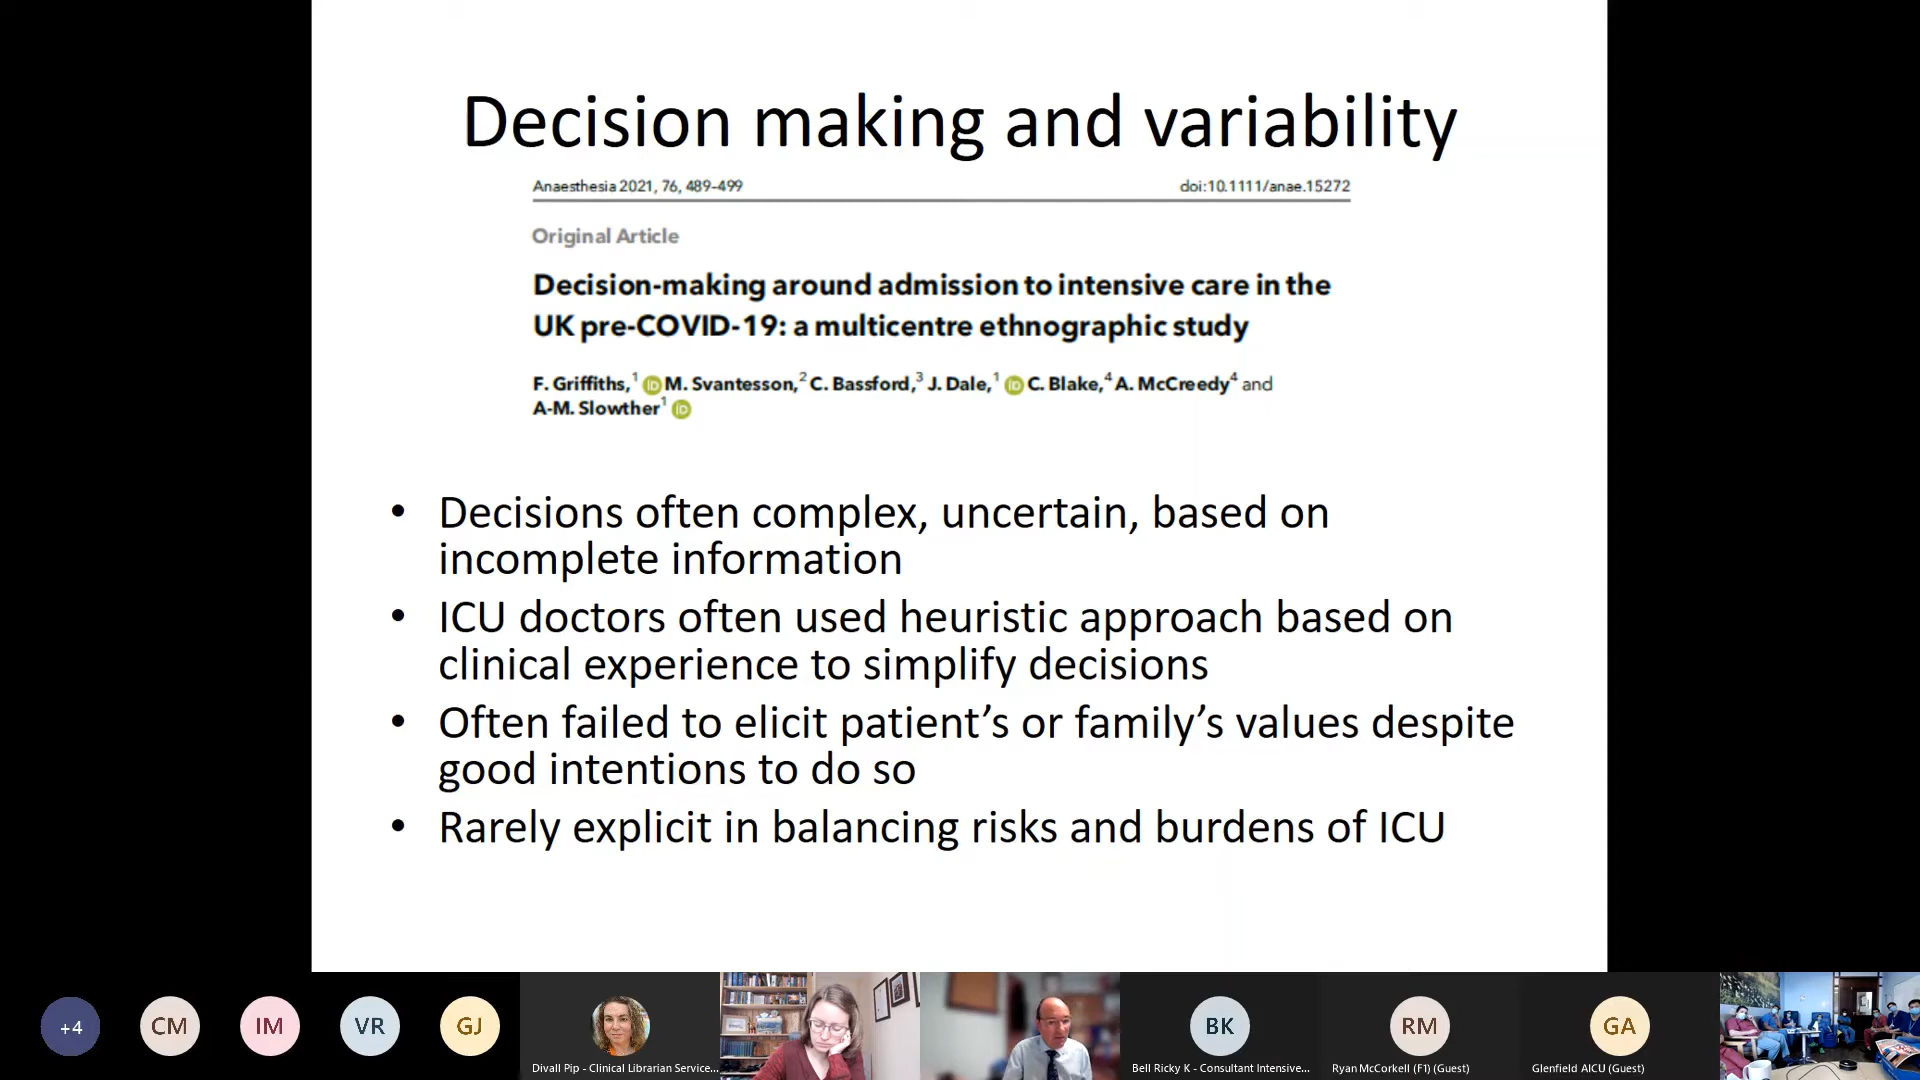 Decision making and variability
Anaesthesia 2021, 76, 489–499 doi:10.1111/anae.15272
Original Article
Decision-making around admission to intensive care in the
UK pre-COVID-19: a multicentre ethnographic study
F. Griffiths,1 iD M. Svantesson,2 C. Bassford,3 J. Dale,1 iD C. Blake,4 A. McCreedy4 and
A-M. Slowther1 iD
• Decisions often complex, uncertain, based on
incomplete information
• ICU doctors often used heuristic approach based on
clinical experience to simplify decisions
• Often failed to elicit patient’s or family’s values despite
good intentions to do so
• Rarely explicit in balancing risks and burdens of ICU
+4 CM IM VR GJ BK RM GA
Divall Pip - Clinical Librarian Service... Bell Ricky K - Consultant Intensive... Ryan McCorkell (F1) (Guest) Glenfield AICU (Guest)